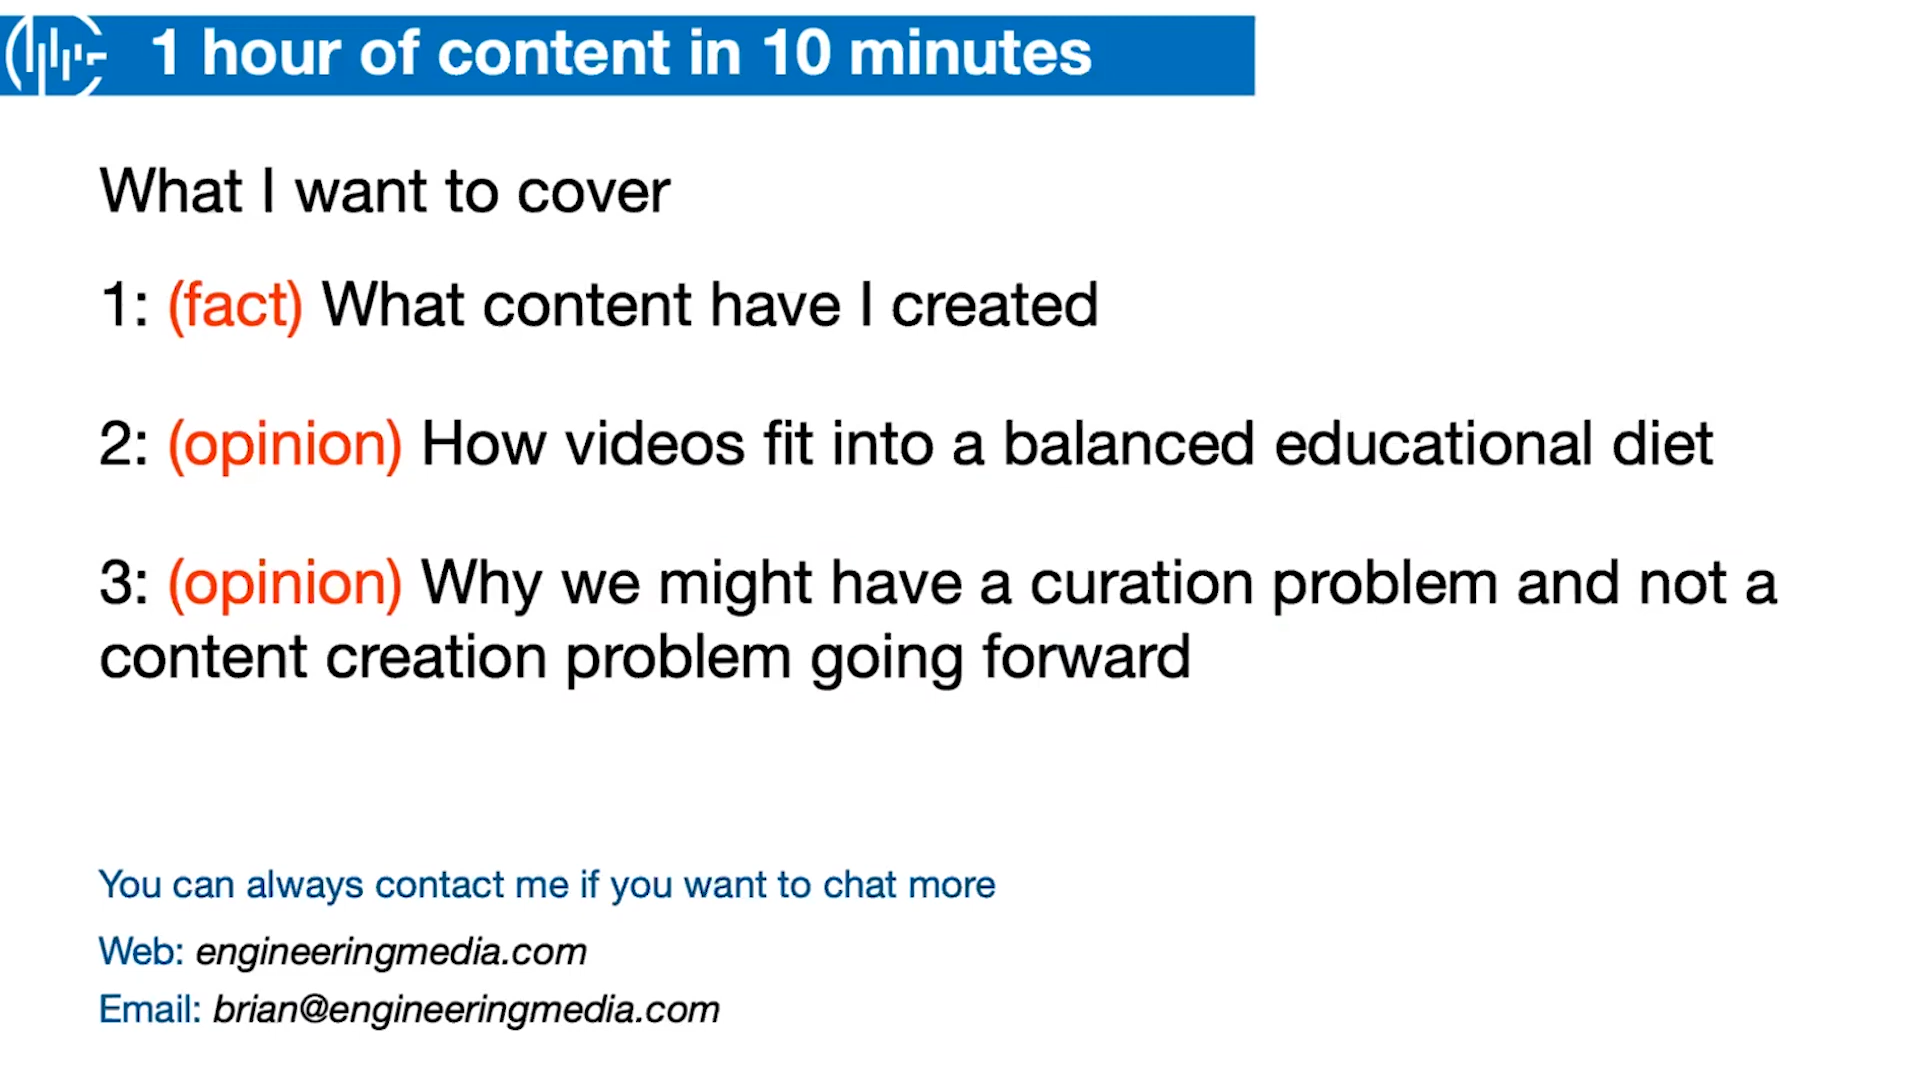 1 hour of content in 10 minutes
What I want to cover
1: (fact) What content have I created
2: (opinion) How videos fit into a balanced educational diet
3: (opinion) Why we might have a curation problem and not a
content creation problem going forward
You can always contact me if you want to chat more
Web: engineeringmedia.com
Email: brian@engineeringmedia.com